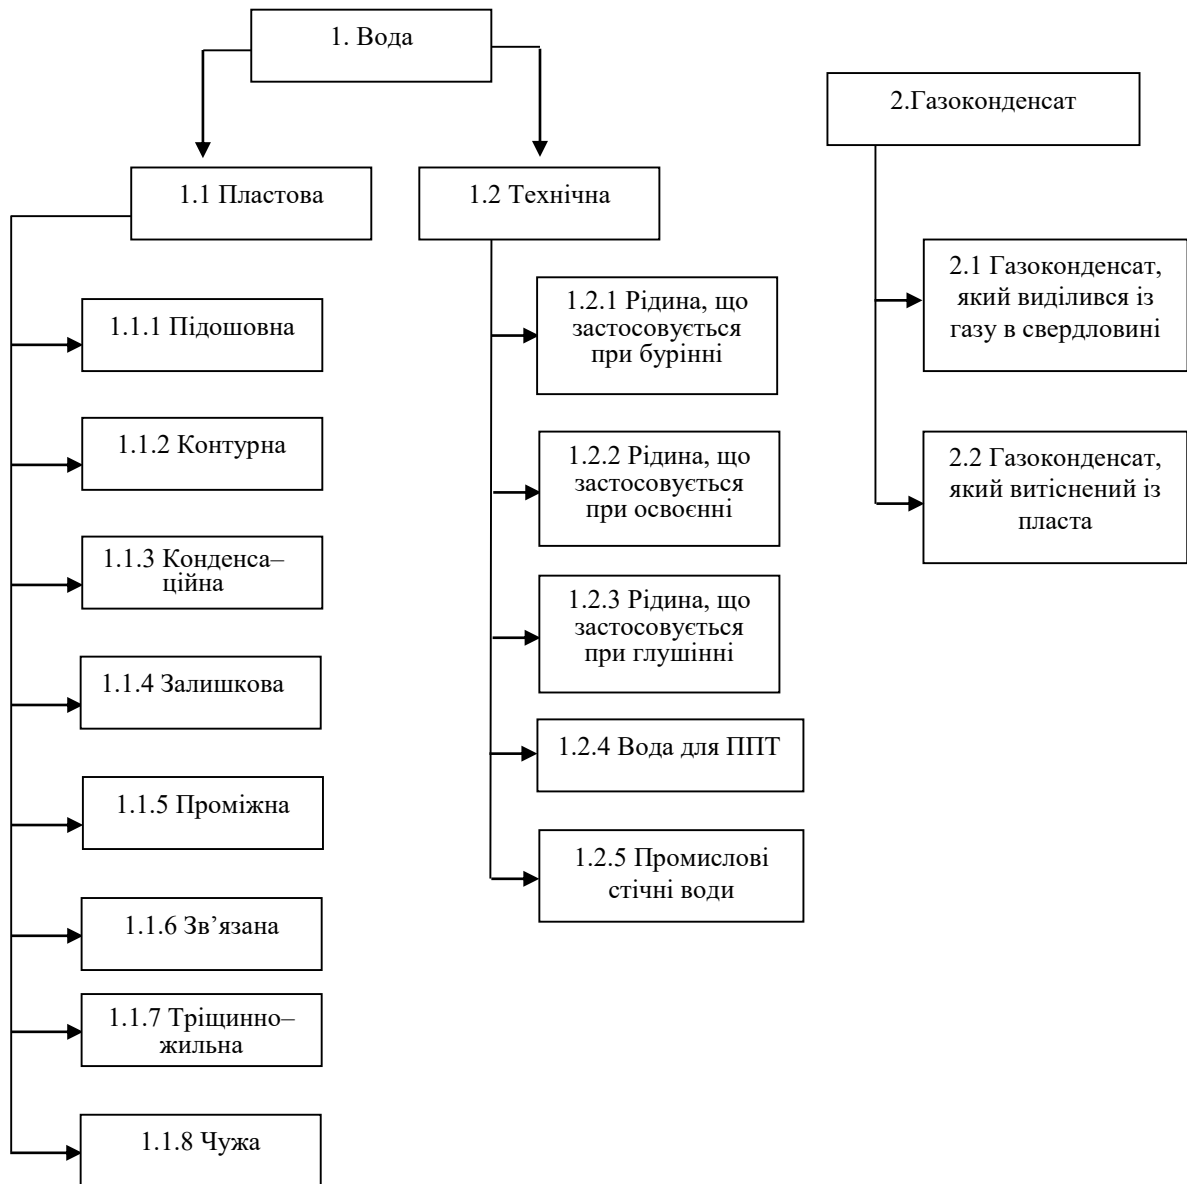 1. Вода
2.Газоконденсат
1.1 Пластова
1.2 Технічна
1.1.1 Підошовна
1.1.2 Контурна
1.1.3 Конденса–
ційна
1.1.4 Залишкова
1.1.5 Проміжна
1.1.6 Зв’язана
1.1.7 Тріщинно–
жильна
1.1.8 Чужа
1.2.1 Рідина, що
застосовується
при бурінні
1.2.2 Рідина, що
застосовується
при освоєнні
1.2.3 Рідина, що
застосовується
при глушінні
1.2.4 Вода для ППТ
1.2.5 Промислові
стічні води
2.1 Газоконденсат,
який виділився із
газу в свердловині
2.2 Газоконденсат,
який витіснений із
пласта